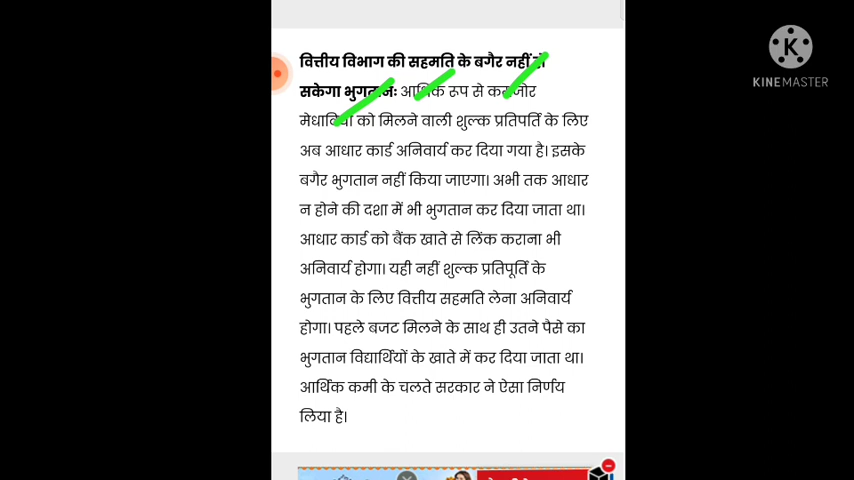 वित्तीय विभाग की सहमति के बगैर नहीं हो
सकेगा भुगतानः आर्थिक रूप से कमजोर
मेधावियों को मिलने वाली शुल्क प्रतिपर्ति के लिए
अब आधार कार्ड अनिवार्य कर दिया गया है। इसके
बगैर भुगतान नहीं किया जाएगा। अभी तक आधार
न होने की दशा में भी भुगतान कर दिया जाता था।
आधार कार्ड को बैंक खाते से लिंक कराना भी
अनिवार्य होगा। यही नहीं शुल्क प्रतिपूर्ति के
भुगतान के लिए वित्तीय सहमति लेना अनिवार्य
होगा। पहले बजट मिलने के साथ ही उतने पैसे का
भुगतान विद्यार्थियों के खाते में कर दिया जाता था।
आर्थिक कमी के चलते सरकार ने ऐसा निर्णय
लिया है।
K
KINEMASTER